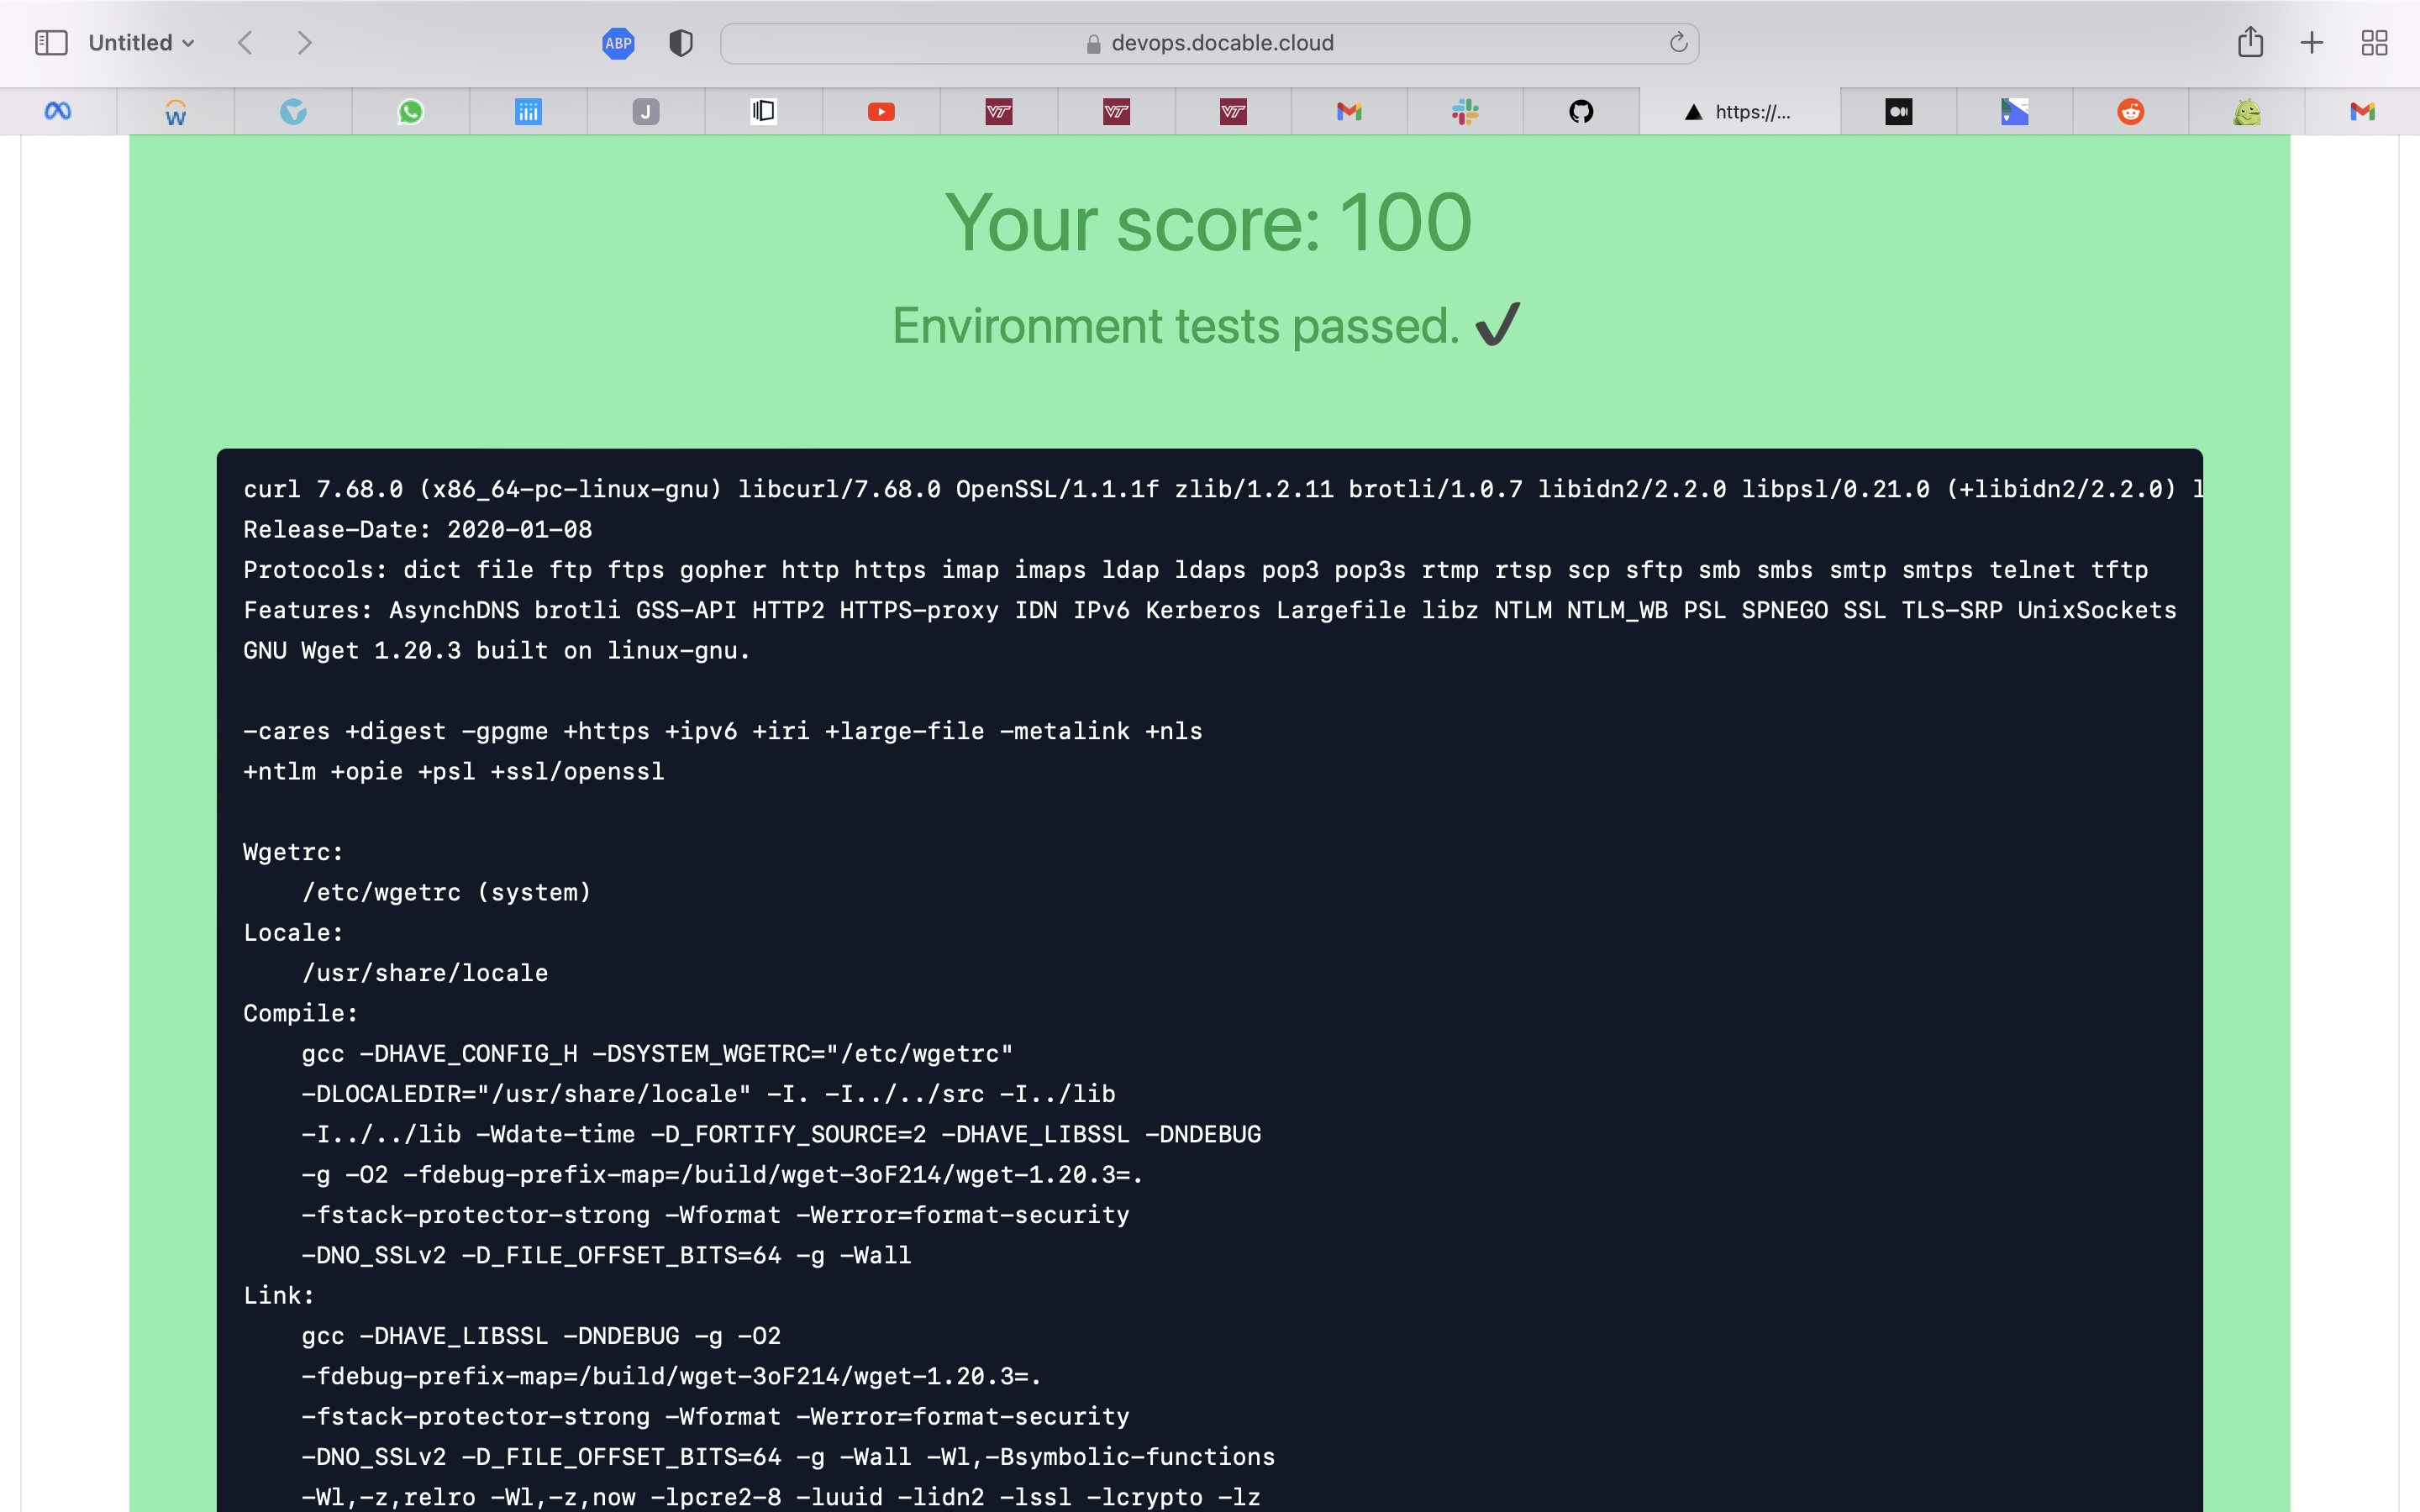 Untitled
ABP
devops.docable.cloud
W
J
VT
VT
VT
https://...
Your score: 100
Environment tests passed. ✔
curl 7.68.0 (x86_64-pc-linux-gnu) libcurl/7.68.0 OpenSSL/1.1.1f zlib/1.2.11 brotli/1.0.7 libidn2/2.2.0 libpsl/0.21.0 (+libidn2/2.2.0)
Release-Date: 2020-01-08
Protocols: dict file ftp ftps gopher http https imap imaps ldap ldaps pop3 pop3s rtmp rtsp scp sftp smb smbs smtp smtps telnet tftp
Features: AsynchDNS brotli GSS-API HTTP2 HTTPS-proxy IDN IPv6 Kerberos Largefile libz NTLM NTLM_WB PSL SPNEGO SSL TLS-SRP UnixSockets
GNU Wget 1.20.3 built on linux-gnu.
-cares +digest -gpgme +https +ipv6 +iri +large-file -metalink +nls
+ntlm +opie +psl +ssl/openssl
Wgetrc:
/etc/wgetrc (system)
Locale:
/usr/share/locale
Compile:
gcc -DHAVE_CONFIG_H -DSYSTEM_WGETRC="/etc/wgetrc"
-DLOCALEDIR="/usr/share/locale" -I. -I../../src -I../lib
-I../../lib -Wdate-time -D_FORTIFY_SOURCE=2 -DHAVE_LIBSSL -DNDEBUG
-g -O2 -fdebug-prefix-map=/build/wget-3oF214/wget-1.20.3=.
-fstack-protector-strong -Wformat -Werror=format-security
-DNO_SSLv2 -D_FILE_OFFSET_BITS=64 -g -Wall
Link:
gcc -DHAVE_LIBSSL -DNDEBUG -g -O2
-fdebug-prefix-map=/build/wget-3oF214/wget-1.20.3=.
-fstack-protector-strong -Wformat -Werror=format-security
-DNO_SSLv2 -D_FILE_OFFSET_BITS=64 -g -Wall -Wl,-Bsymbolic-functions
-Wl,-z,relro -Wl,-z,now -lpcre2-8 -luuid -lidn2 -lssl -lcrypto -lz